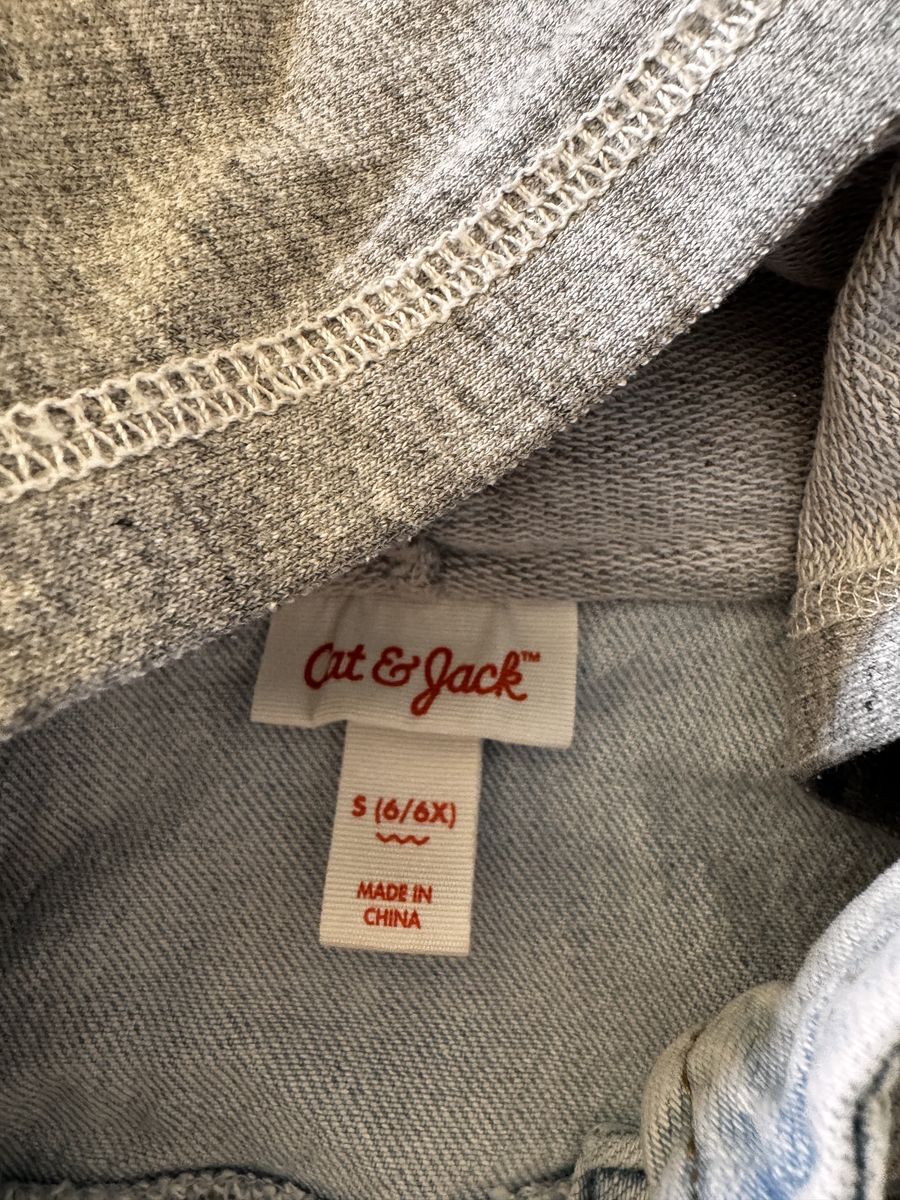 Cat & Jack™
S (6/6X)
MADE IN
CHINA